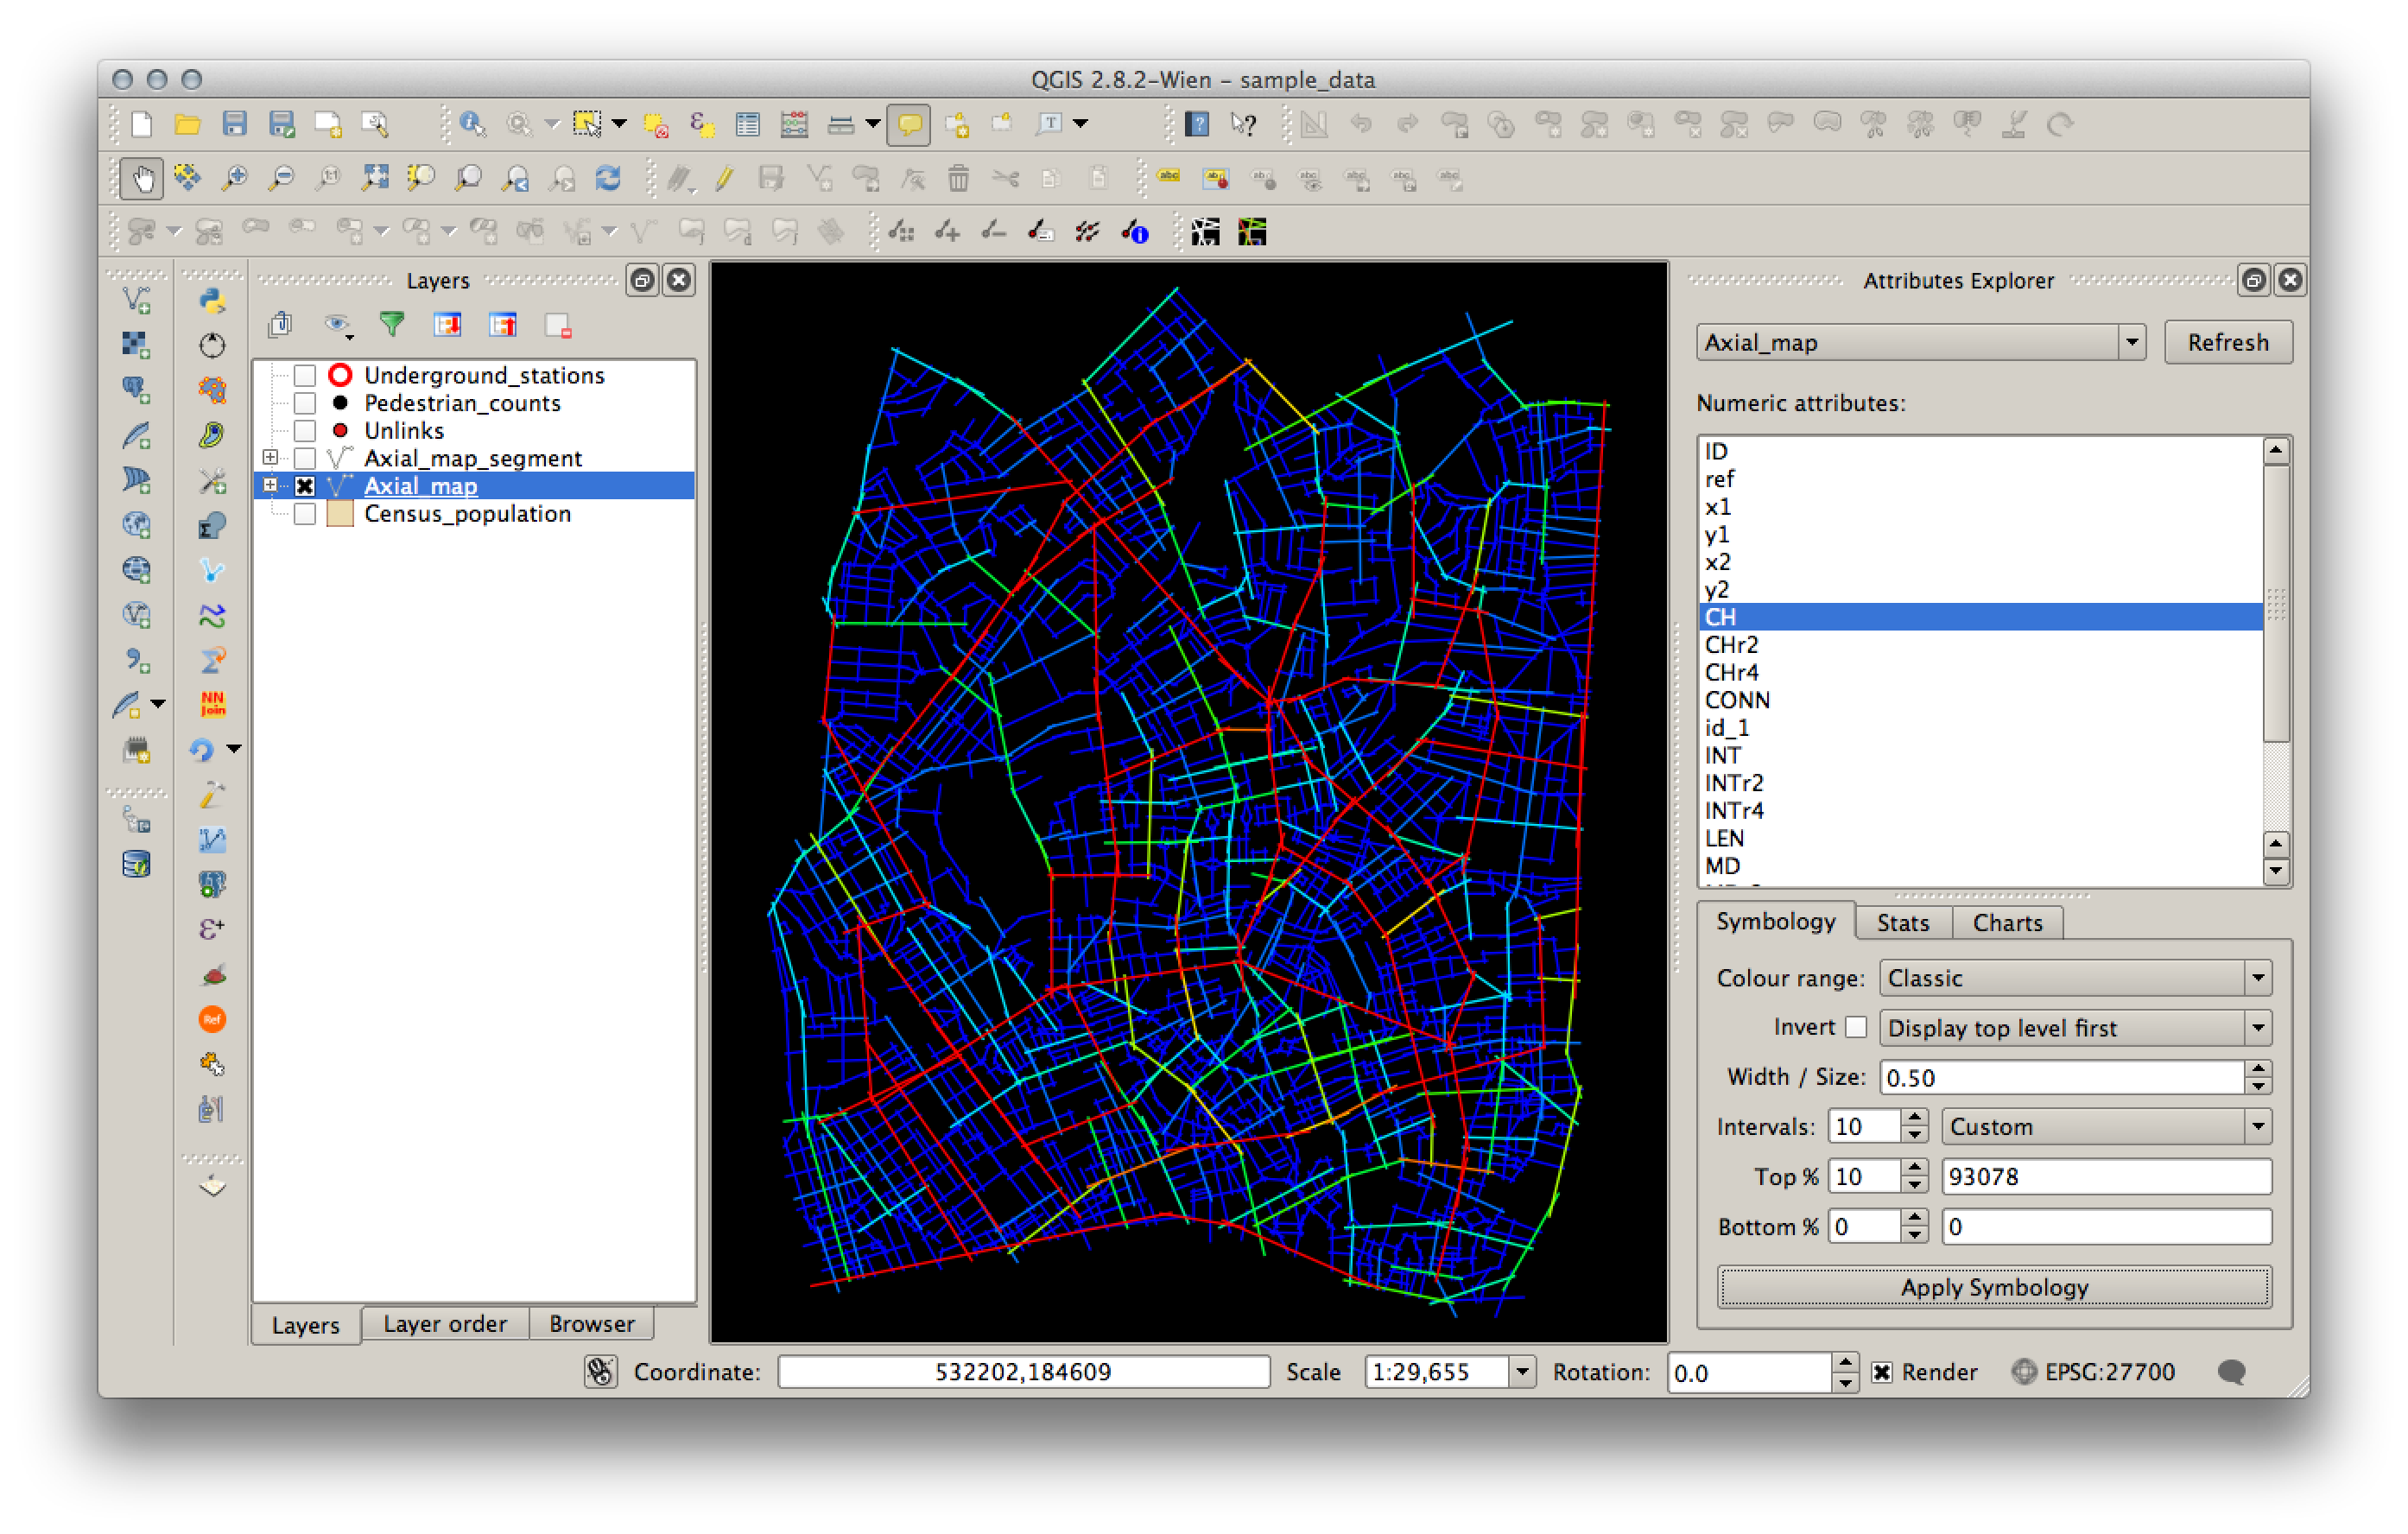 QGIS 2.8.2-Wien - sample_data
Layers
Underground_stations
Pedestrian_counts
Unlinks
Axial_map_segment
Axial_map
Census_population
Layers
Layer order
Browser
Attributes Explorer
Axial_map
Refresh
Numeric attributes:
ID
ref
x1
y1
x2
y2
CH
CHr2
CHr4
CONN
id_1
INT
INTr2
INTr4
LEN
MD
Symbology
Stats
Charts
Colour range: Classic
Invert Display top level first
Width / Size: 0.50
Intervals: 10 Custom
Top % 10 93078
Bottom % 0 0
Apply Symbology
NN
Join
Ref
Coordinate: 532202,184609 Scale 1:29,655 Rotation: 0.0 Render EPSG:27700